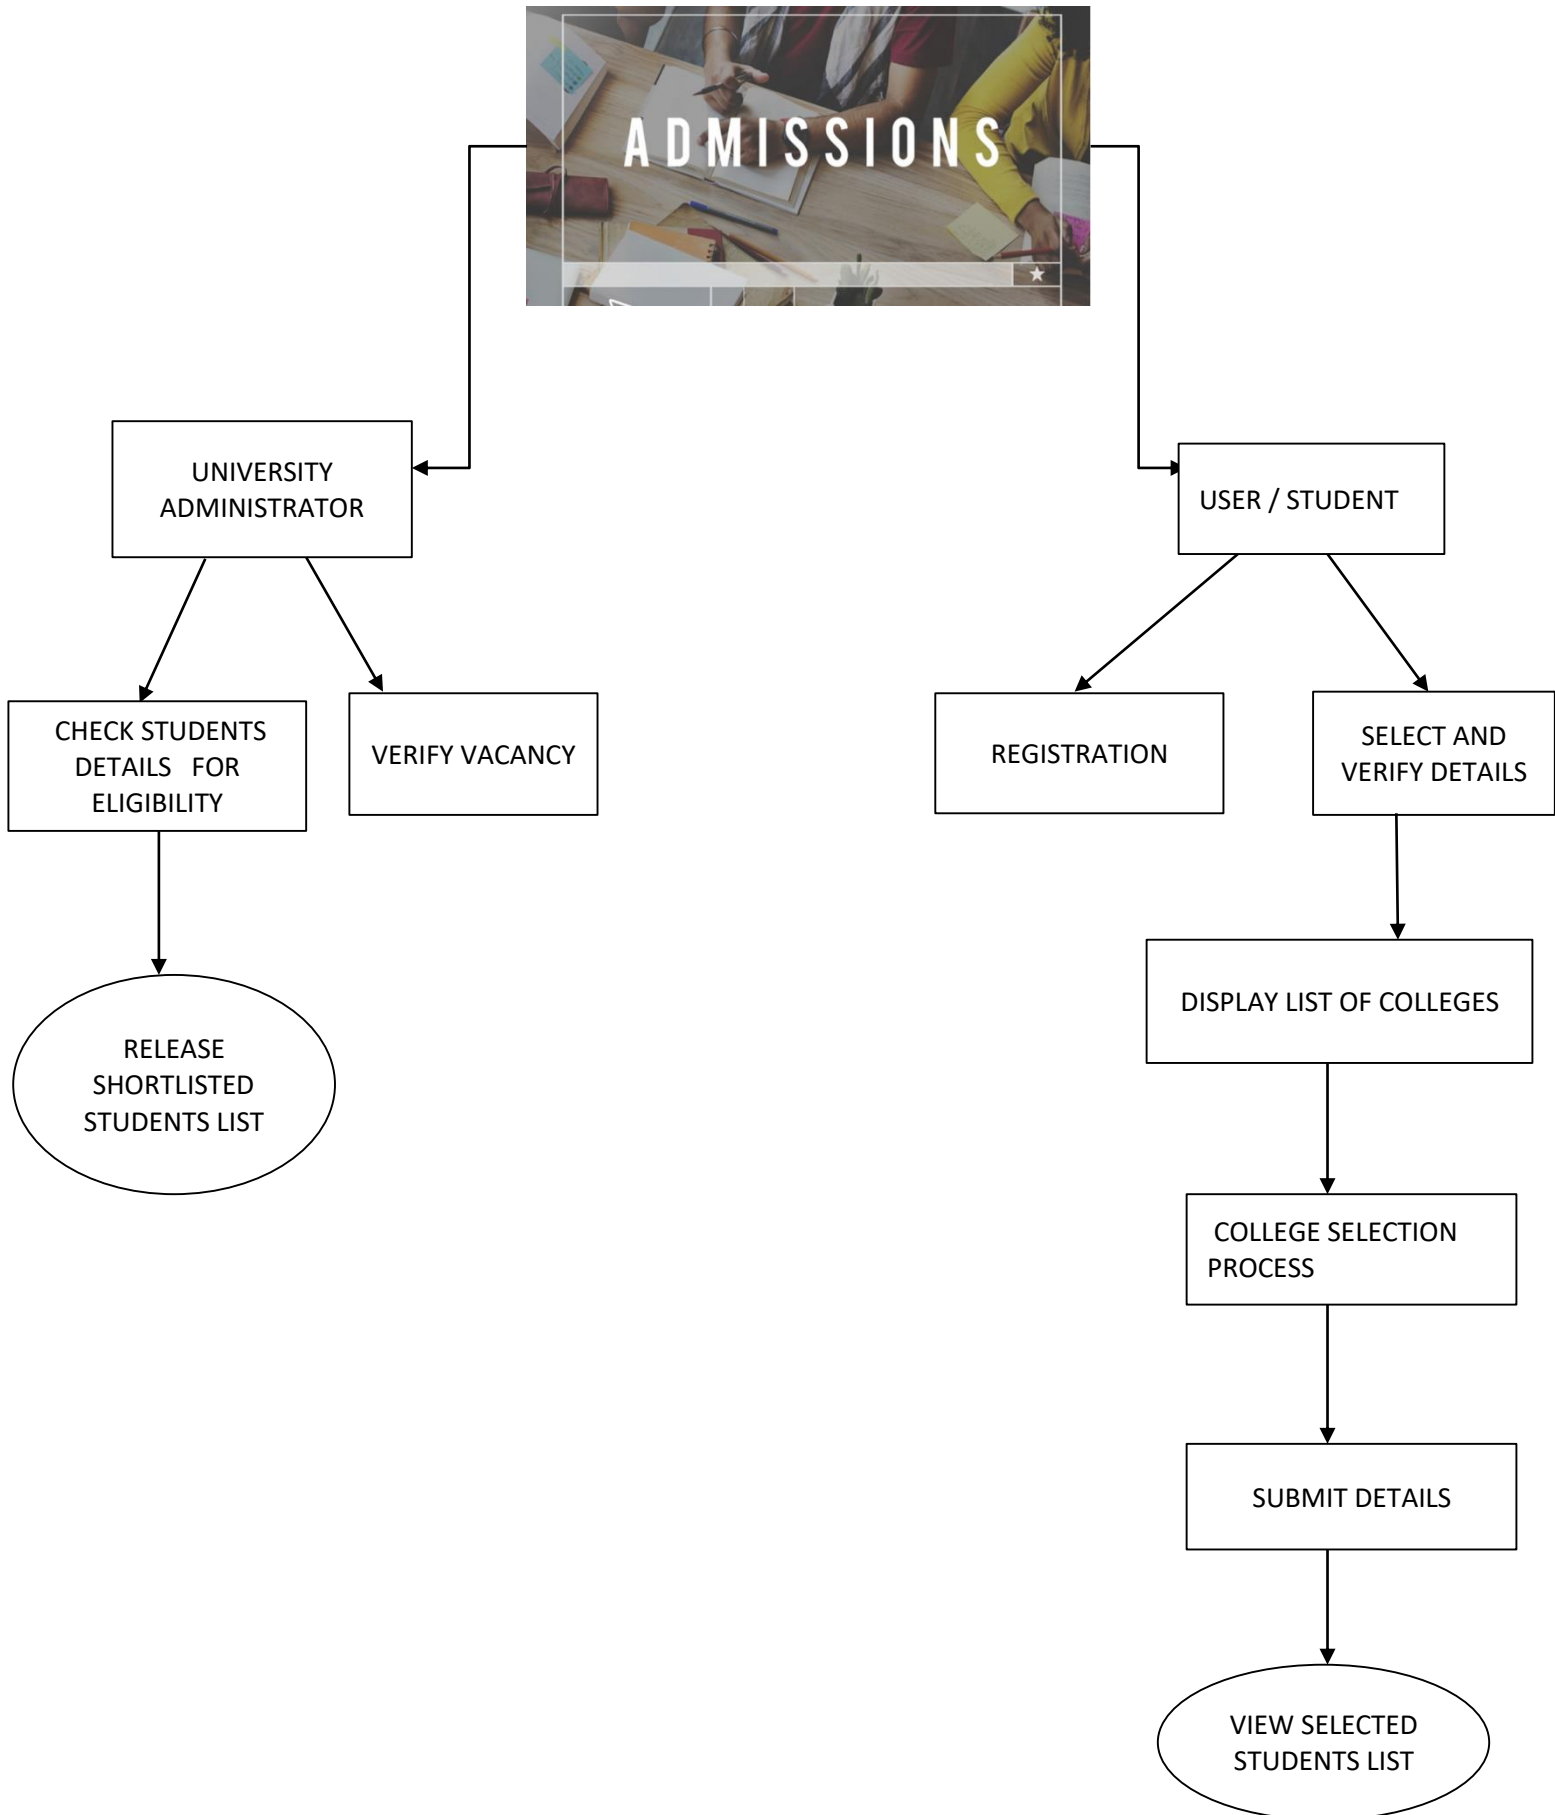 ADMISSIONS
UNIVERSITY
ADMINISTRATOR
USER / STUDENT
CHECK STUDENTS
DETAILS FOR
ELIGIBILITY
VERIFY VACANCY
REGISTRATION
SELECT AND
VERIFY DETAILS
DISPLAY LIST OF COLLEGES
RELEASE
SHORTLISTED
STUDENTS LIST
COLLEGE SELECTION
PROCESS
SUBMIT DETAILS
VIEW SELECTED
STUDENTS LIST